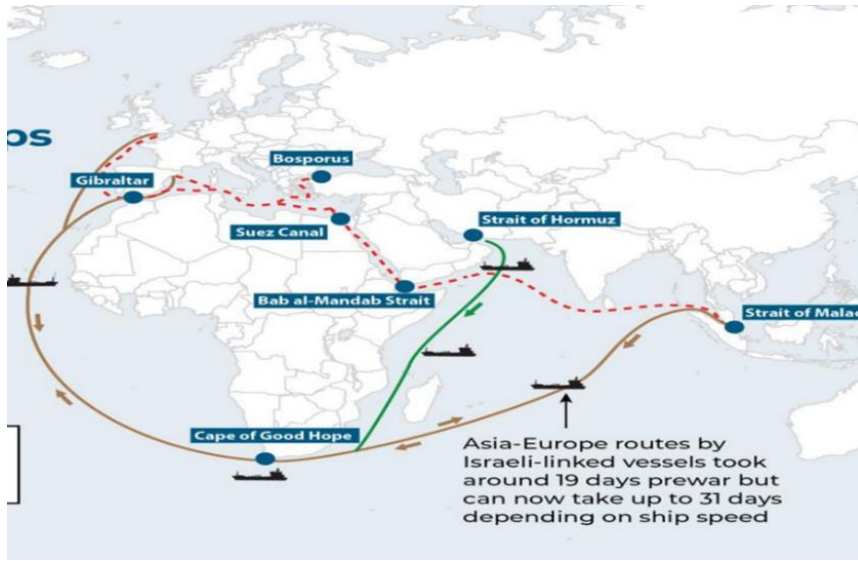 Bosporus
Gibraltar
Strait of Hormuz
Suez Canal
Bab al-Mandab Strait
Cape of Good Hope
Asia-Europe routes by
Israeli-linked vessels took
around 19 days prewar but
can now take up to 31 days
depending on ship speed
Strait of